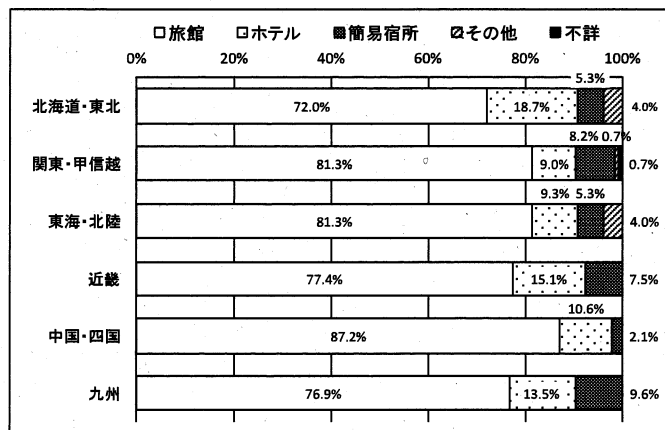 □旅館 □ホテル ■簡易宿所 □その他 ■不詳
0% 20% 40% 60% 80% 100%
5.3%
北海道・東北 72.0% 18.7% 4.0%
8.2% 0.7%
関東・甲信越 81.3% 9.0% 0.7%
9.3% 5.3%
東海・北陸 81.3% 4.0%
近畿 77.4% 15.1% 7.5%
10.6%
中国・四国 87.2% 2.1%
九州 76.9% 13.5% 9.6%